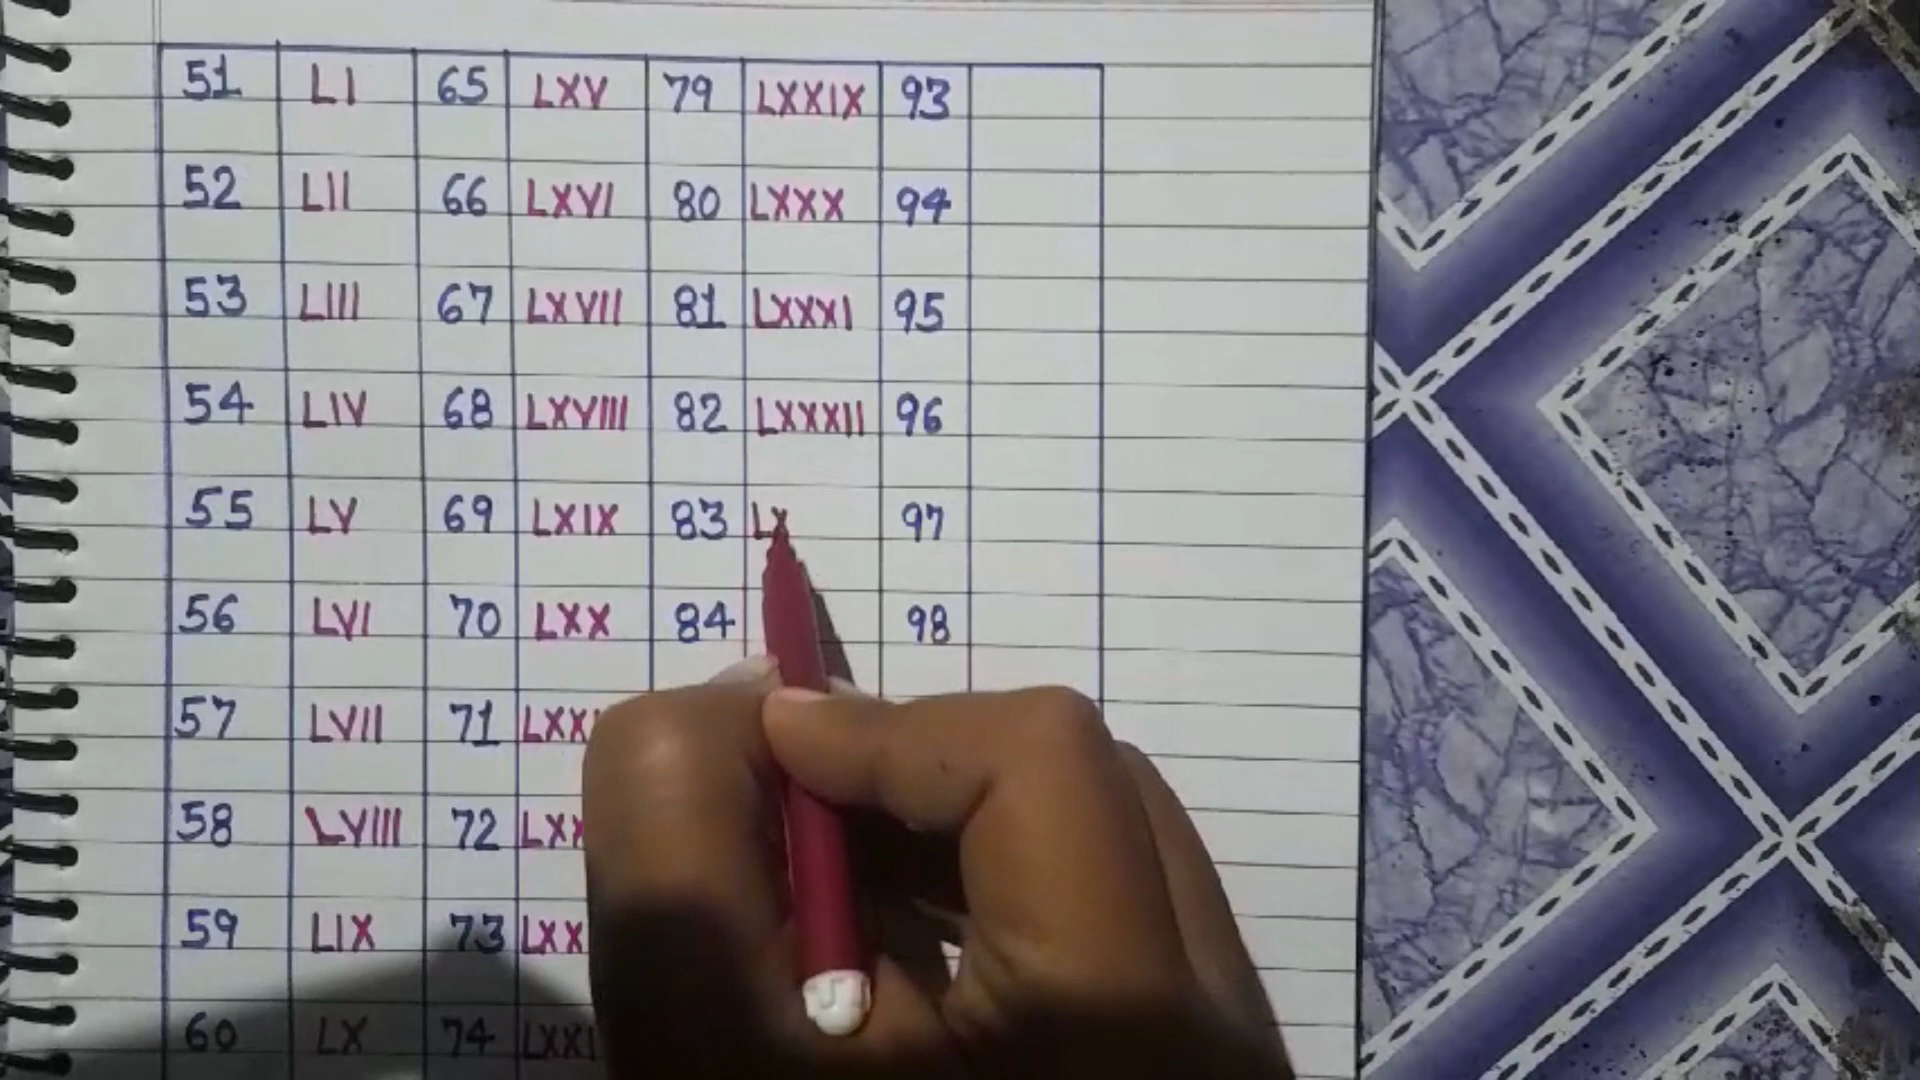 51 LI 65 LXV 79 LXXIX 93
52 LII 66 LXVI 80 LXXX 94
53 LIII 67 LXVII 81 LXXXI 95
54 LIV 68 LXVIII 82 LXXXII 96
55 LV 69 LXIX 83 LX 97
56 LVI 70 LXX 84 98
57 LVII 71
58 LVIII 72
59 LIX 73
60 LX 74